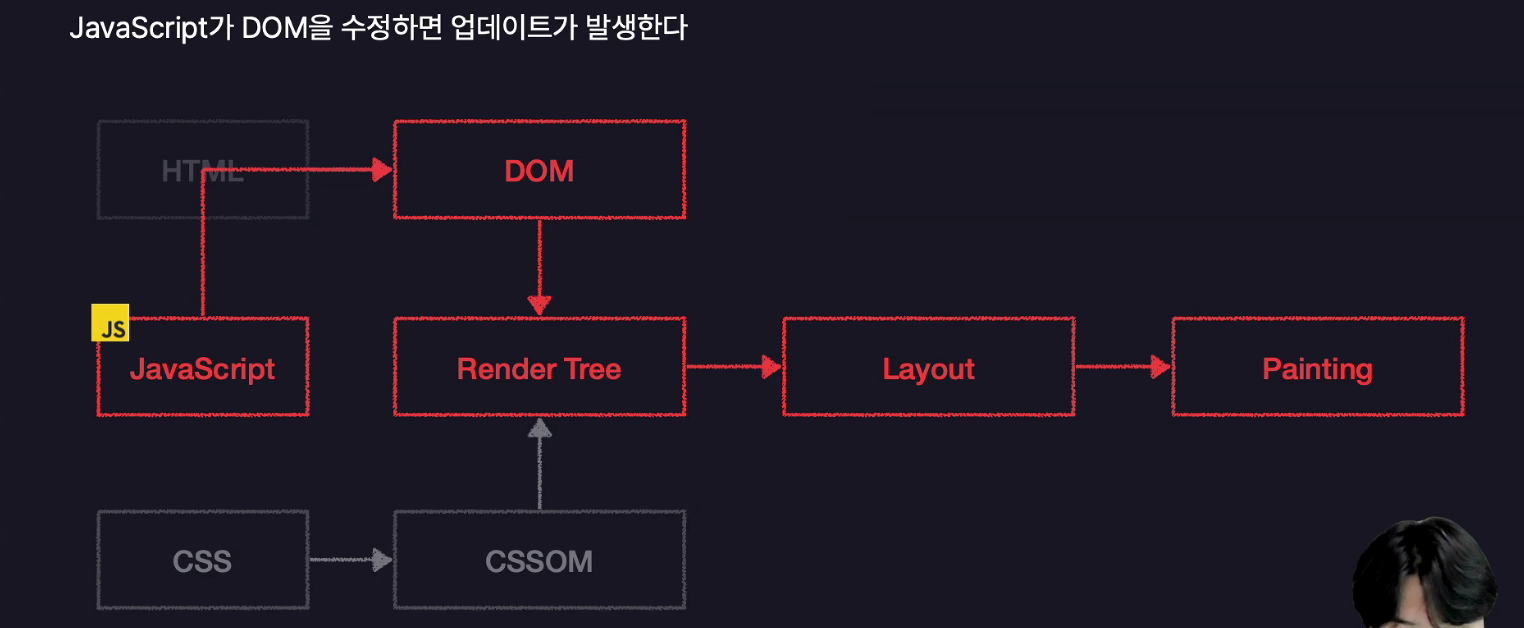 JavaScript가 DOM을 수정하면 업데이트가 발생한다
HTML
DOM
JS
JavaScript
Render Tree
Layout
Painting
CSS
CSSOM